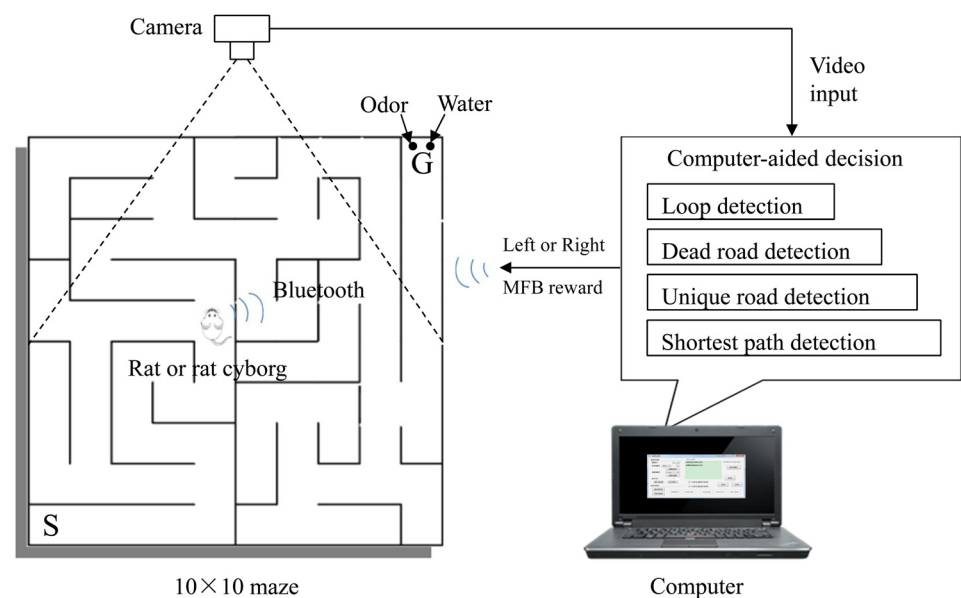 Camera
Video
input
Odor
Water
G
Computer-aided decision
Loop detection
Dead road detection
Unique road detection
Shortest path detection
Left or Right
MFB reward
Bluetooth
Rat or rat cyborg
S
10×10 maze
Computer